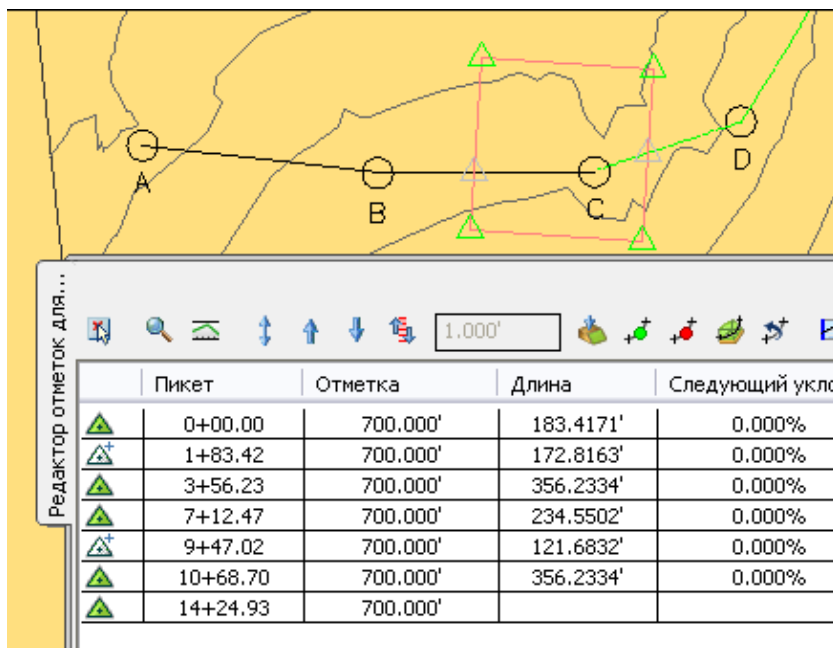 A
B
C
D
Редактор отметок для...
1.000'
Пикет Отметка Длина Следующий укло
0+00.00 700.000' 183.4171' 0.000%
1+83.42 700.000' 172.8163' 0.000%
3+56.23 700.000' 356.2334' 0.000%
7+12.47 700.000' 234.5502' 0.000%
9+47.02 700.000' 121.6832' 0.000%
10+68.70 700.000' 356.2334' 0.000%
14+24.93 700.000'